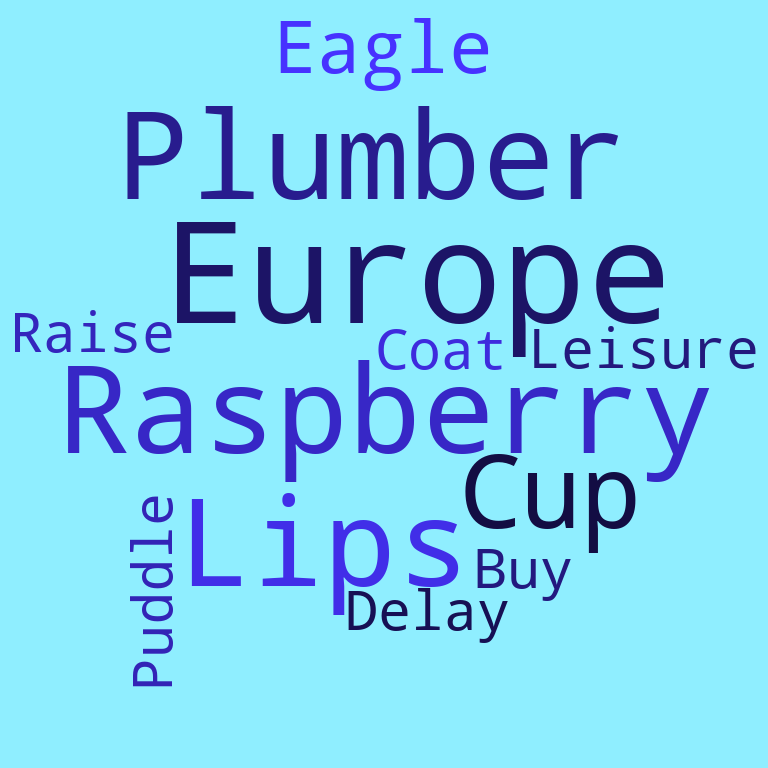 Eagle
Plumber
Europe
Raise
Coat
Leisure
Raspberry
Cup
Lips
Puddle
Buy
Delay